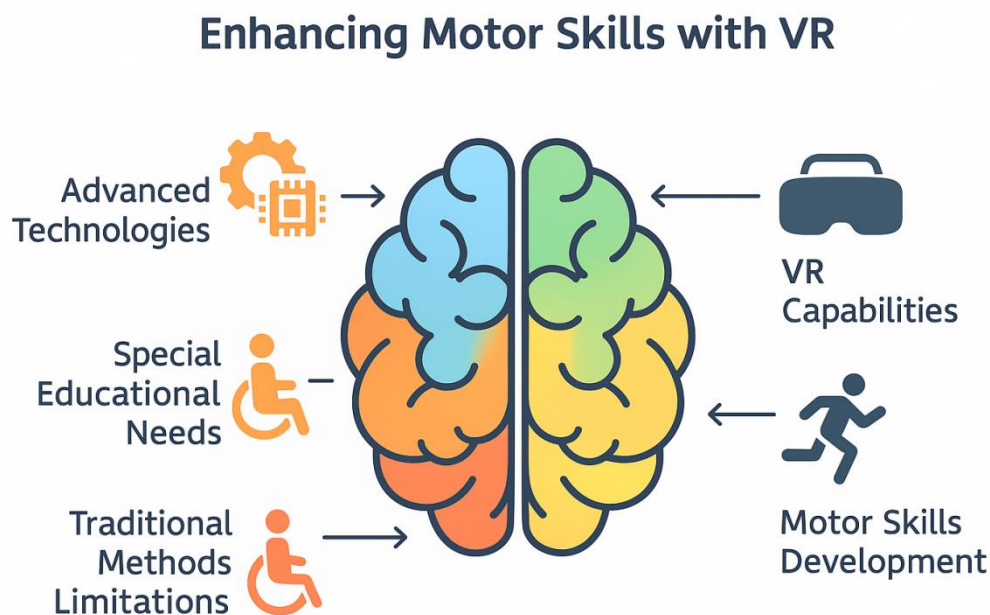 Enhancing Motor Skills with VR
Advanced
Technologies
Special
Educational
Needs
Traditional
Methods
Limitations
VR
Capabilities
Motor Skills
Development